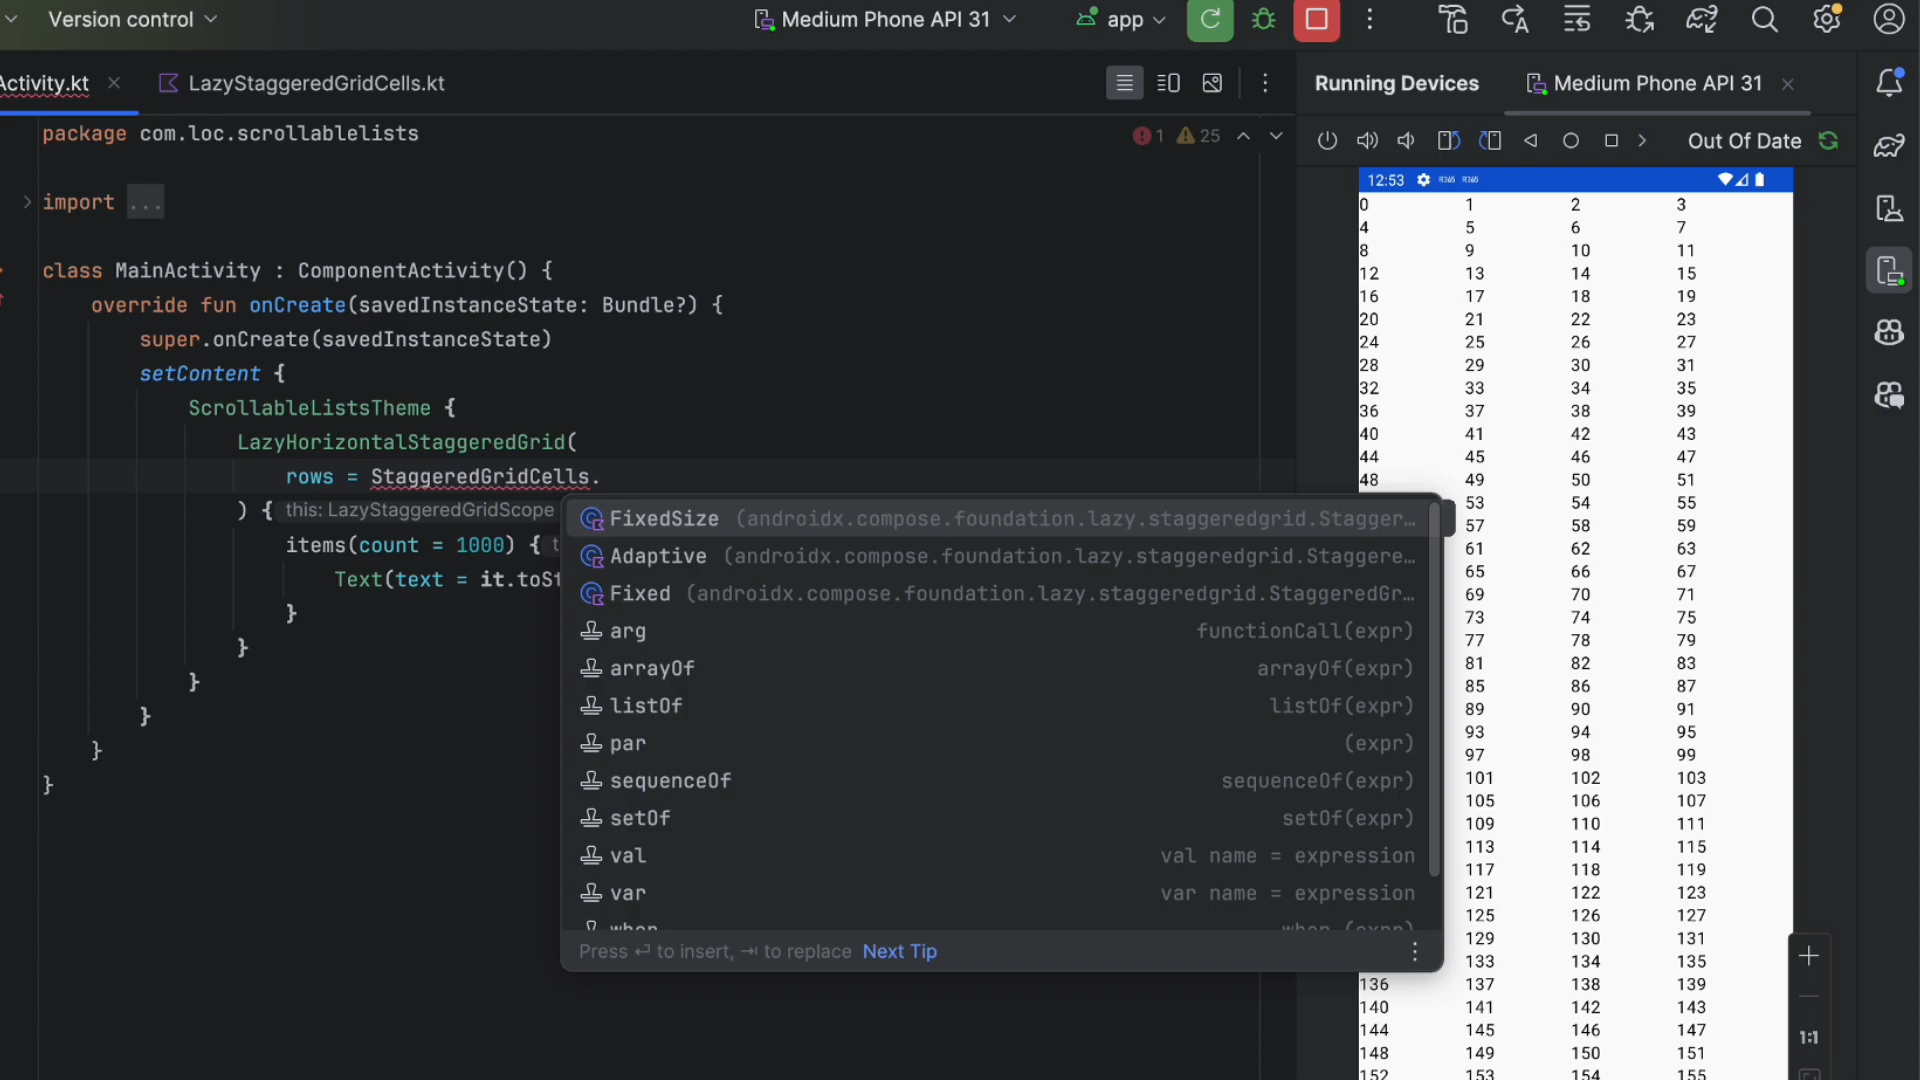 Version control
Medium Phone API 31
app
Activity.kt
LazyStaggeredGridCells.kt
Running Devices
Medium Phone API 31
package com.loc.scrollablelists
1 25
Out Of Date
import ...
class MainActivity : ComponentActivity() {
override fun onCreate(savedInstanceState: Bundle?) {
super.onCreate(savedInstanceState)
setContent {
ScrollableListsTheme {
LazyHorizontalStaggeredGrid(
rows = StaggeredGridCells.
) { this: LazyStaggeredGridScope
items(count = 1000) {
Text(text = it.toSt
}
}
}
}
}
}
FixedSize (androidx.compose.foundation.lazy.staggeredgrid.Stagger...
Adaptive (androidx.compose.foundation.lazy.staggeredgrid.Staggere...
Fixed (androidx.compose.foundation.lazy.staggeredgrid.StaggeredGr...
arg functionCall(expr)
arrayOf arrayOf(expr)
listOf listOf(expr)
par (expr)
sequenceOf sequenceOf(expr)
setOf setOf(expr)
val val name = expression
var var name = expression
when when (expr)
Press ↵ to insert, ⇥ to replace Next Tip
12:53 R365 R365
0 1 2 3
4 5 6 7
8 9 10 11
12 13 14 15
16 17 18 19
20 21 22 23
24 25 26 27
28 29 30 31
32 33 34 35
36 37 38 39
40 41 42 43
44 45 46 47
48 49 50 51
53 54 55
57 58 59
61 62 63
65 66 67
69 70 71
73 74 75
77 78 79
81 82 83
85 86 87
89 90 91
93 94 95
97 98 99
101 102 103
105 106 107
109 110 111
113 114 115
117 118 119
121 122 123
125 126 127
129 130 131
133 134 135
136 137 138 139
140 141 142 143
144 145 146 147
148 149 150 151
152 153 154 155
1:1